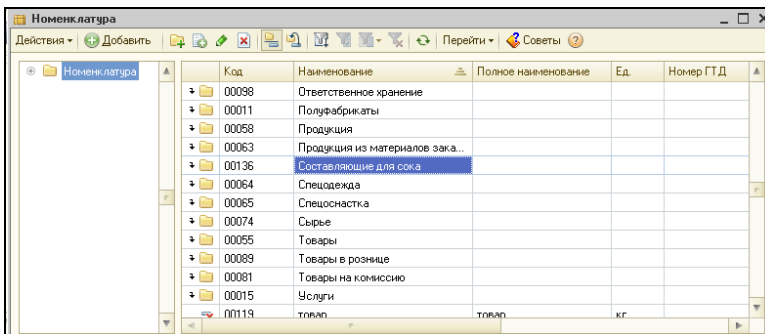 Номенклатура
Действия Добавить Перейти Советы
Номенклатура
Код Наименование Полное наименование Ед. Номер ГТД
00098 Ответственное хранение
00011 Полуфабрикаты
00058 Продукция
00063 Продукция из материалов зака...
00136 Составляющие для сока
00064 Спецодежда
00065 Спецоснастка
00074 Сырье
00055 Товары
00089 Товары в рознице
00081 Товары на комиссию
00015 Услуги
00119 товар товар кг